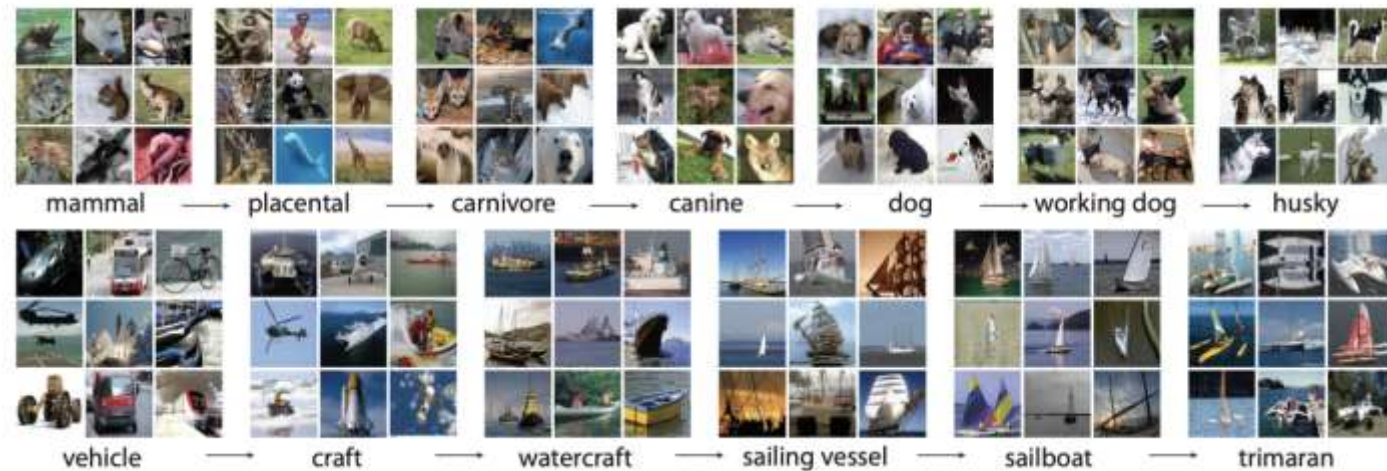 mammal → placental → carnivore → canine → dog → working dog → husky
vehicle → craft → watercraft → sailing vessel → sailboat → trimaran